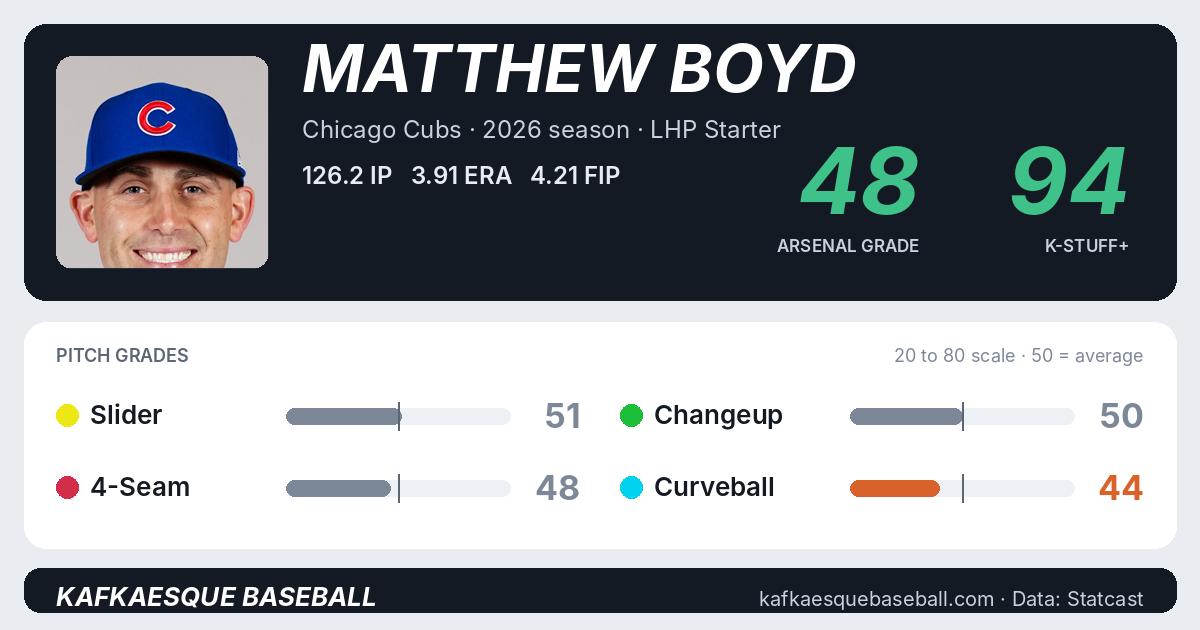 MATTHEW BOYD
Chicago Cubs · 2026 season · LHP Starter
126.2 IP 3.91 ERA 4.21 FIP
48 94
ARSENAL GRADE K-STUFF+
PITCH GRADES 20 to 80 scale · 50 = average
Slider 51 Changeup 50
4-Seam 48 Curveball 44
KAFKAESQUE BASEBALL kafkaesquebaseball.com · Data: Statcast